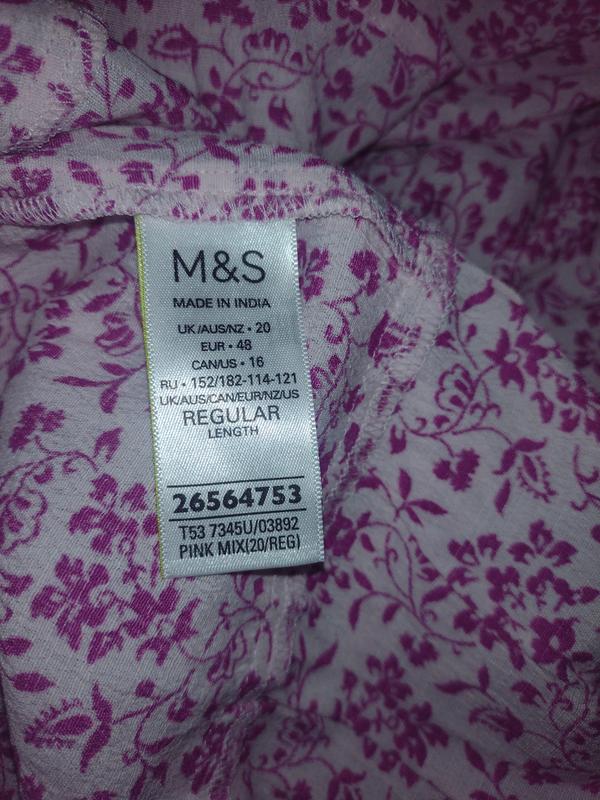 M&S
MADE IN INDIA
UK/AUS/NZ • 20
EUR • 48
CAN/US • 16
RU • 152/182-114-121
UK/AUS/CAN/EUR/NZ/US
REGULAR
LENGTH
26564753
T53 7345U/03892
PINK MIX(20/REG)